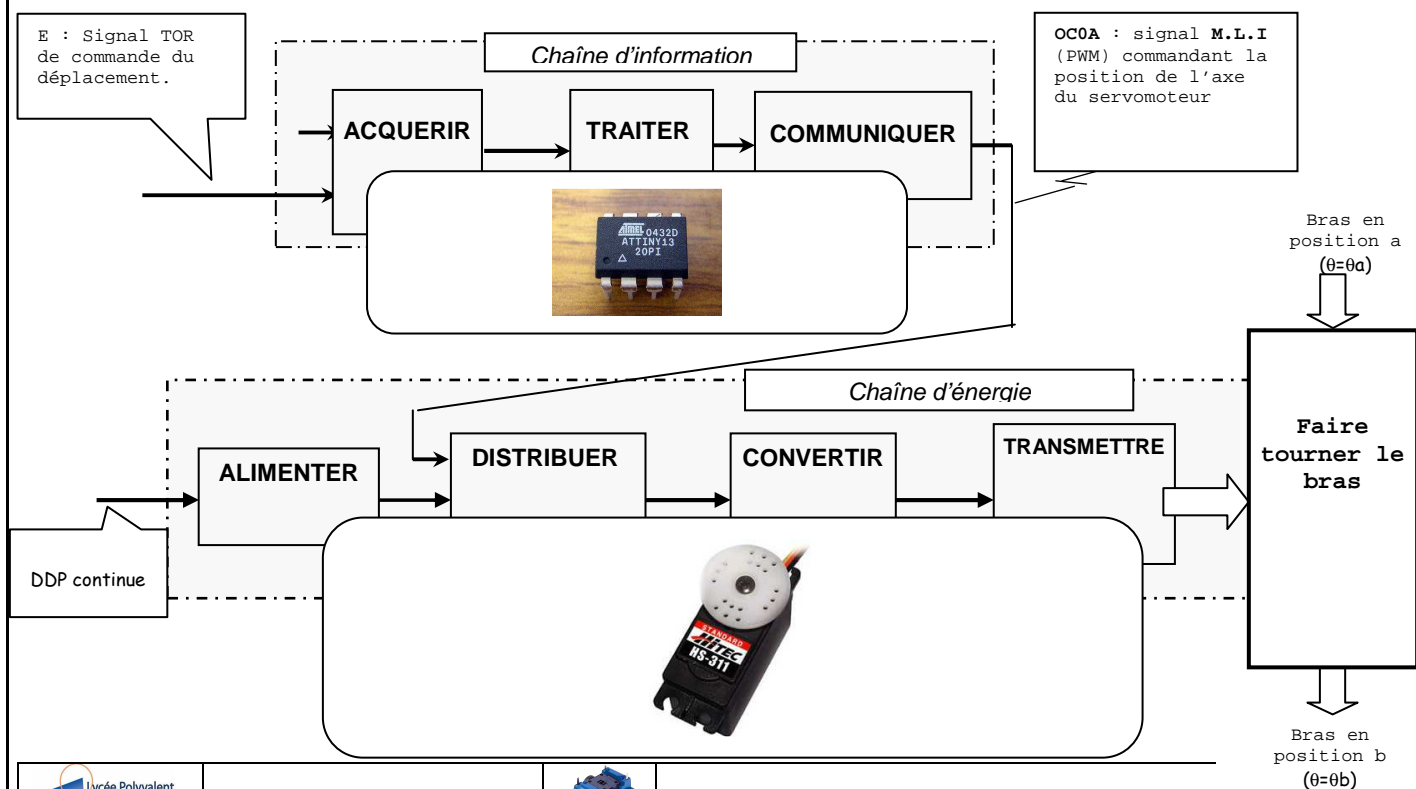 E : Signal TOR
de commande du
déplacement.
Chaîne d'information
OC0A : signal M.L.I
(PWM) commandant la
position de l'axe
du servomoteur
ACQUERIR
TRAITER
COMMUNIQUER
ATMEL 0432D
ATTINY13
20PI
Bras en
position a
(θ=θa)
Chaîne d'énergie
ALIMENTER
DISTRIBUER
CONVERTIR
TRANSMETTRE
Faire
tourner le
bras
DDP continue
STANDARD
HiTEC
HS-311
Bras en
position b
(θ=θb)
Lycée Polyvalent